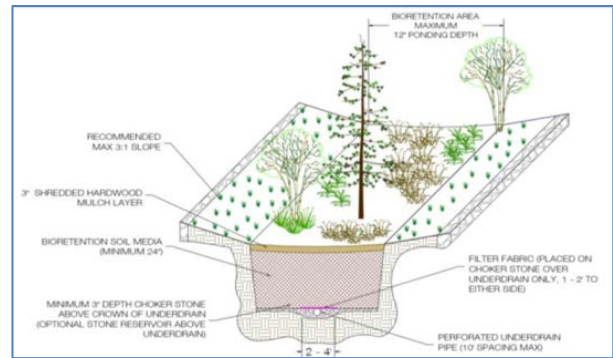 BIORETENTION AREA
MAXIMUM
12" PONDING DEPTH
RECOMMENDED
MAX 3:1 SLOPE
3" SHREDDED HARDWOOD
MULCH LAYER
BIORETENTION SOIL MEDIA
(MINIMUM 24")
MINIMUM 3" DEPTH CHOKER STONE
ABOVE CROWN OF UNDERDRAIN
(OPTIONAL STONE RESERVOIR ABOVE
UNDERDRAIN)
FILTER FABRIC (PLACED ON
CHOKER STONE OVER
UNDERDRAIN ONLY, 1 - 2' TO
EITHER SIDE)
PERFORATED UNDERDRAIN
PIPE (10' SPACING MAX)
2 - 4'